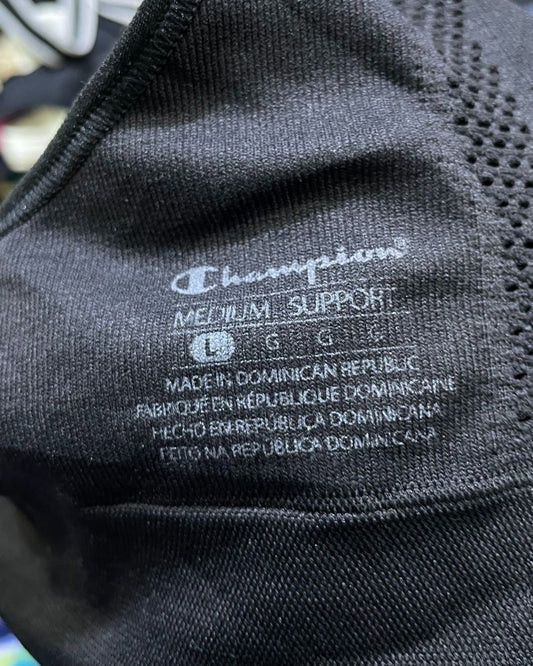 Champion
MEDIUM SUPPORT
L G G G
MADE IN DOMINICAN REPUBLIC
FABRIQUÉ EN RÉPUBLIQUE DOMINICAINE
HECHO EN REPÚBLICA DOMINICANA
FEITO NA REPÚBLICA DOMINICANA